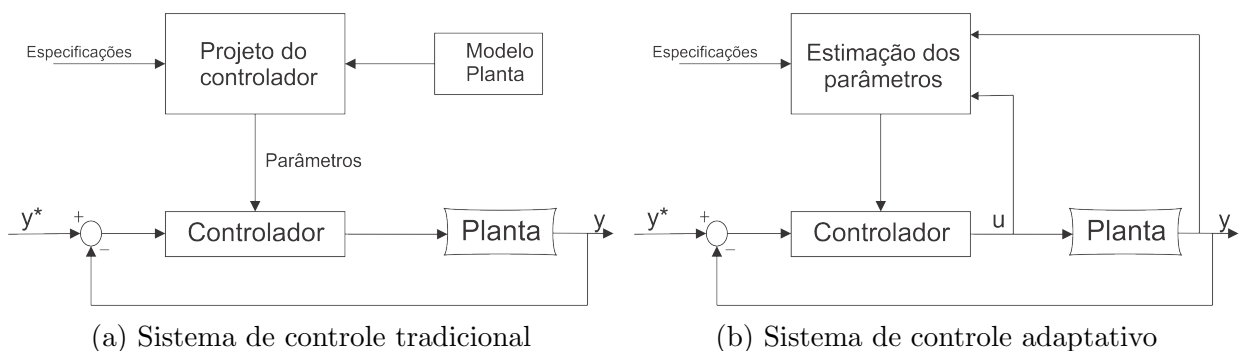 Especificações
Projeto do
controlador
Modelo
Planta
Parâmetros
y*
+
−
Controlador
Planta
y
(a) Sistema de controle tradicional
Especificações
Estimação dos
parâmetros
y*
+
−
Controlador
u
Planta
y
(b) Sistema de controle adaptativo